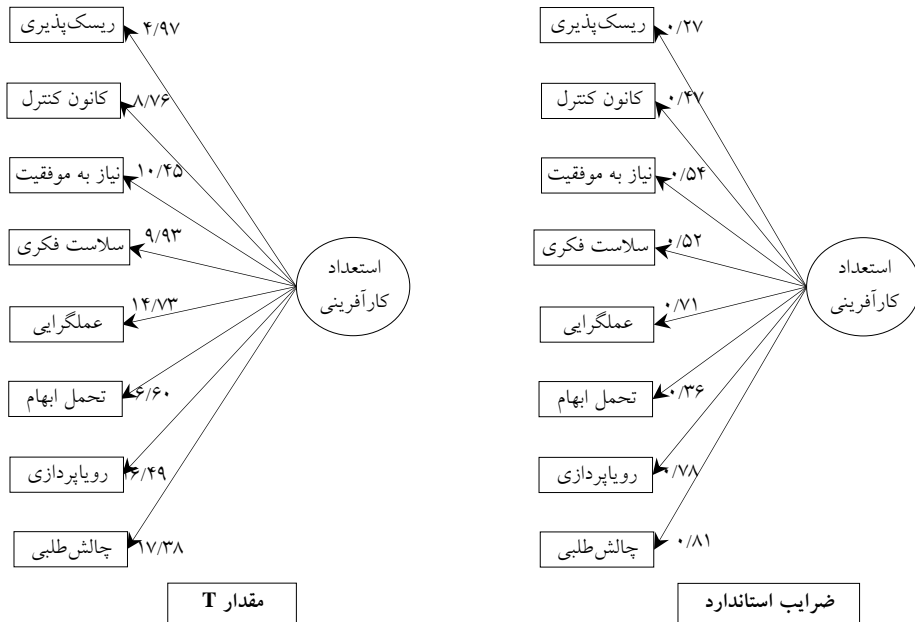 ریسک‌پذیری
۰/۲۷
کانون کنترل
۰/۴۷
نیاز به موفقیت
۰/۵۴
سلاست فکری
۰/۵۲
استعداد
کارآفرینی
عملگرایی
۰/۷۱
تحمل ابهام
۰/۳۶
رویاپردازی
۰/۷۸
چالش‌طلبی
۰/۸۱
ضرایب استاندارد
ریسک‌پذیری
۴/۹۷
کانون کنترل
۸/۷۶
نیاز به موفقیت
۱۰/۴۵
سلاست فکری
۹/۹۳
استعداد
کارآفرینی
عملگرایی
۱۴/۷۳
تحمل ابهام
۶/۶۰
رویاپردازی
۱۶/۴۹
چالش‌طلبی
۱۷/۳۸
مقدار T